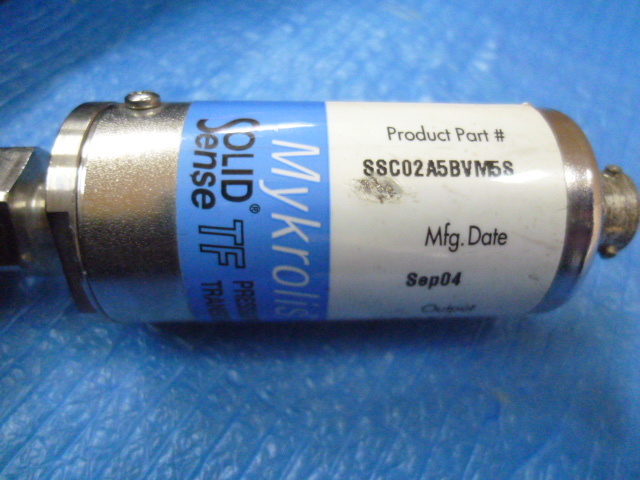 Mykrolis
SOLID®
Sense
TF
Product Part #
SSC02A5BVM5S
Mfg. Date
Sep04
Output